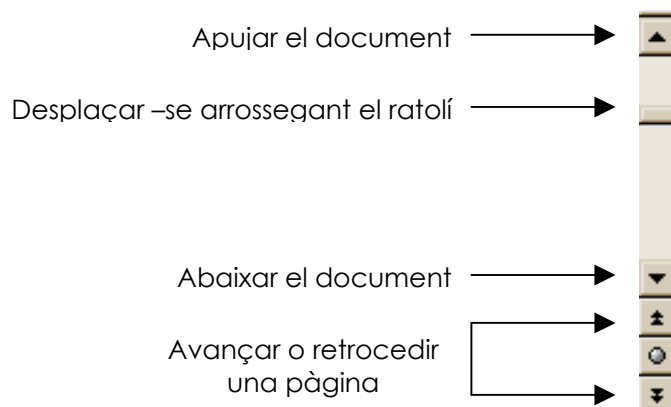 Apujar el document
Desplaçar –se arrossegant el ratolí
Abaixar el document
Avançar o retrocedir
una pàgina